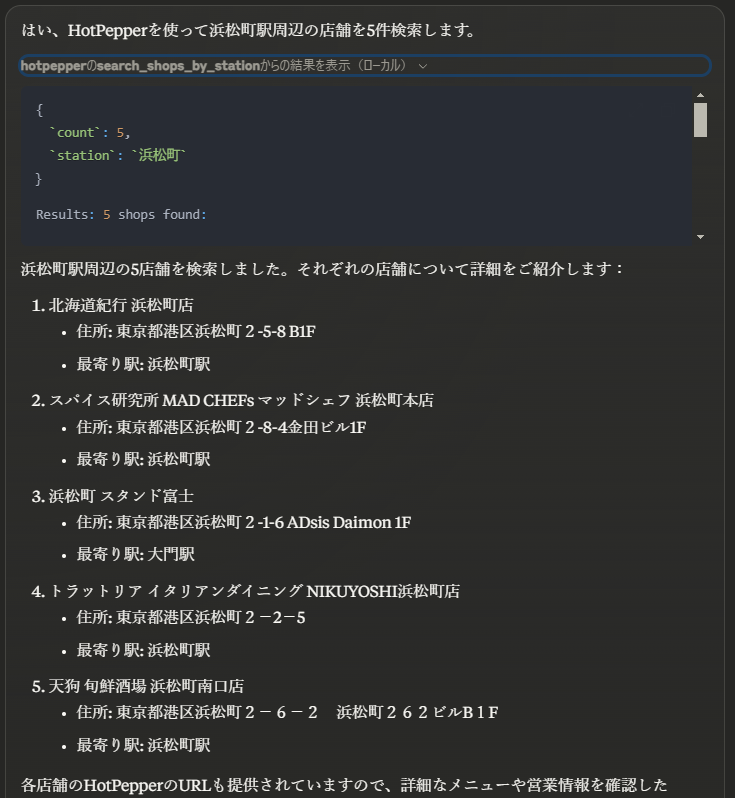 はい、HotPepperを使って浜松町駅周辺の店舗を5件検索します。
hotpepperのsearch_shops_by_stationからの結果を表示（ローカル）
{
`count`: 5,
`station`: `浜松町`
}
Results: 5 shops found:
浜松町駅周辺の5店舗を検索しました。それぞれの店舗について詳細をご紹介します：
1. 北海道紀行 浜松町店
• 住所: 東京都港区浜松町２-5-8 B1F
• 最寄り駅: 浜松町駅
2. スパイス研究所 MAD CHEFs マッドシェフ 浜松町本店
• 住所: 東京都港区浜松町２-8-4金田ビル1F
• 最寄り駅: 浜松町駅
3. 浜松町 スタンド富士
• 住所: 東京都港区浜松町２-1-6 ADsis Daimon 1F
• 最寄り駅: 大門駅
4. トラットリア イタリアンダイニング NIKUYOSHI浜松町店
• 住所: 東京都港区浜松町２－2－5
• 最寄り駅: 浜松町駅
5. 天狗 旬鮮酒場 浜松町南口店
• 住所: 東京都港区浜松町２－６－２　浜松町２６２ビルB１F
• 最寄り駅: 浜松町駅
各店舗のHotPepperのURLも提供されていますので、詳細なメニューや営業情報を確認した